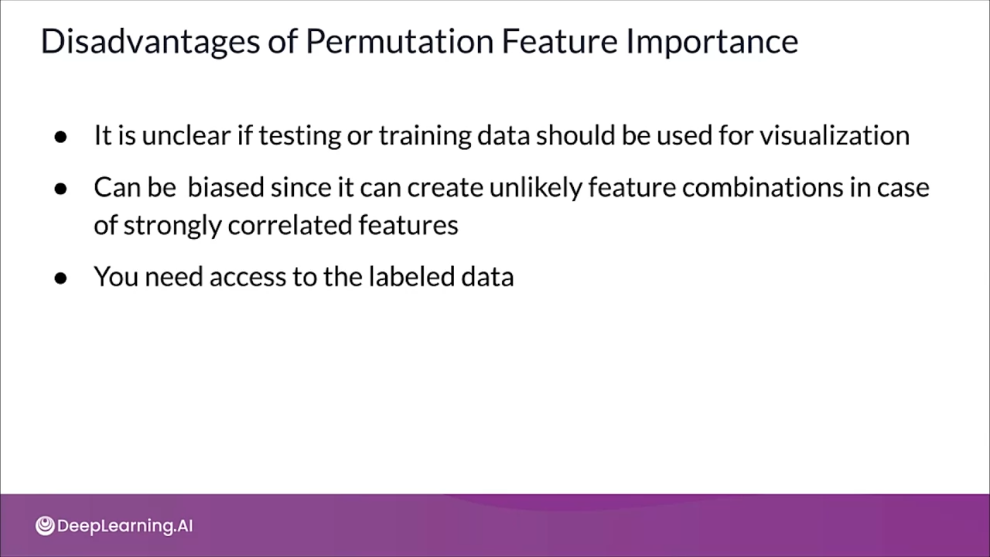 Disadvantages of Permutation Feature Importance
● It is unclear if testing or training data should be used for visualization
● Can be  biased since it can create unlikely feature combinations in case
of strongly correlated features
● You need access to the labeled data
DeepLearning.AI